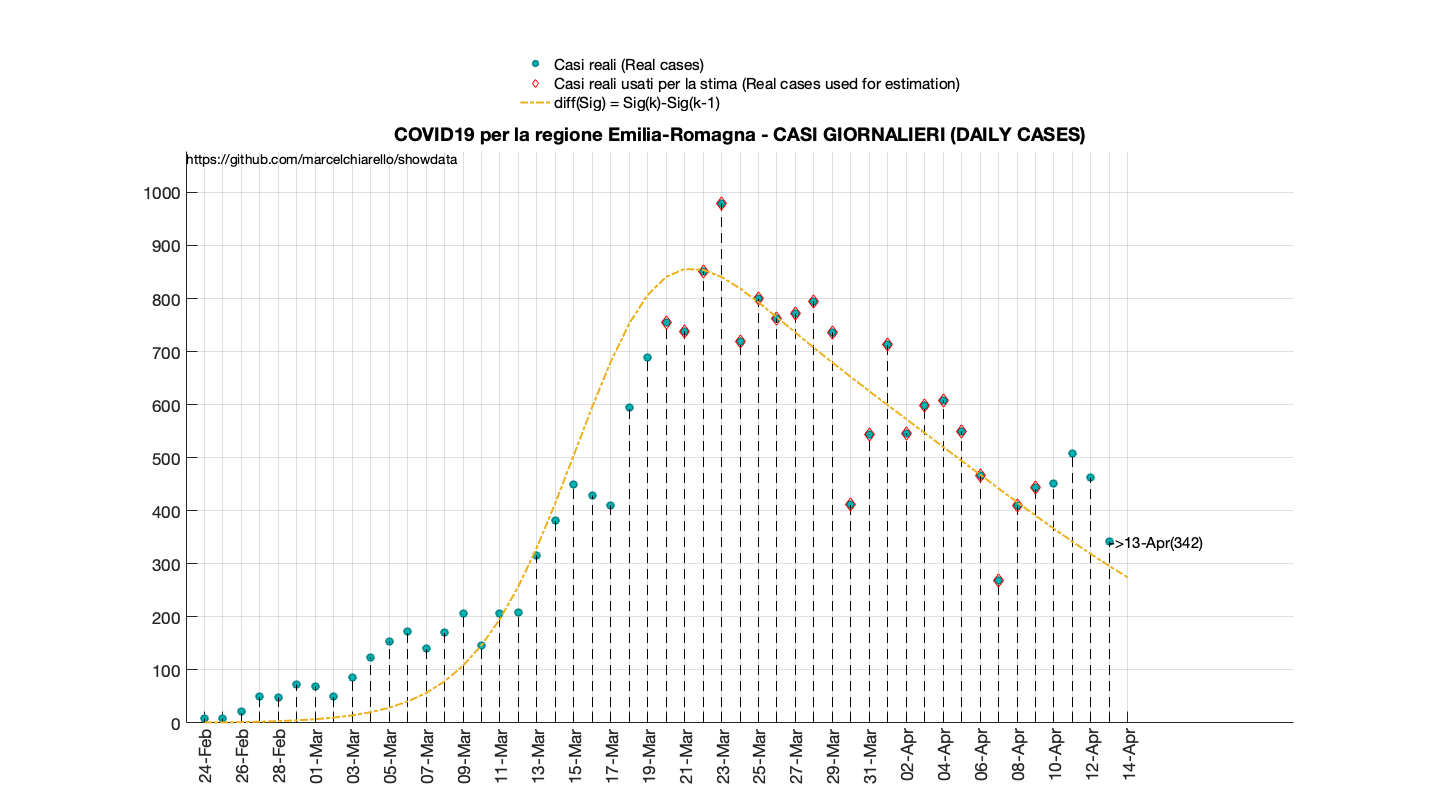 Casi reali (Real cases)
Casi reali usati per la stima (Real cases used for estimation)
diff(Sig) = Sig(k)-Sig(k-1)
COVID19 per la regione Emilia-Romagna - CASI GIORNALIERI (DAILY CASES)
https://github.com/marcelchiarello/showdata
1000
900
800
700
600
500
400
300
200
100
0
->13-Apr(342)
24-Feb
26-Feb
28-Feb
01-Mar
03-Mar
05-Mar
07-Mar
09-Mar
11-Mar
13-Mar
15-Mar
17-Mar
19-Mar
21-Mar
23-Mar
25-Mar
27-Mar
29-Mar
31-Mar
02-Apr
04-Apr
06-Apr
08-Apr
10-Apr
12-Apr
14-Apr